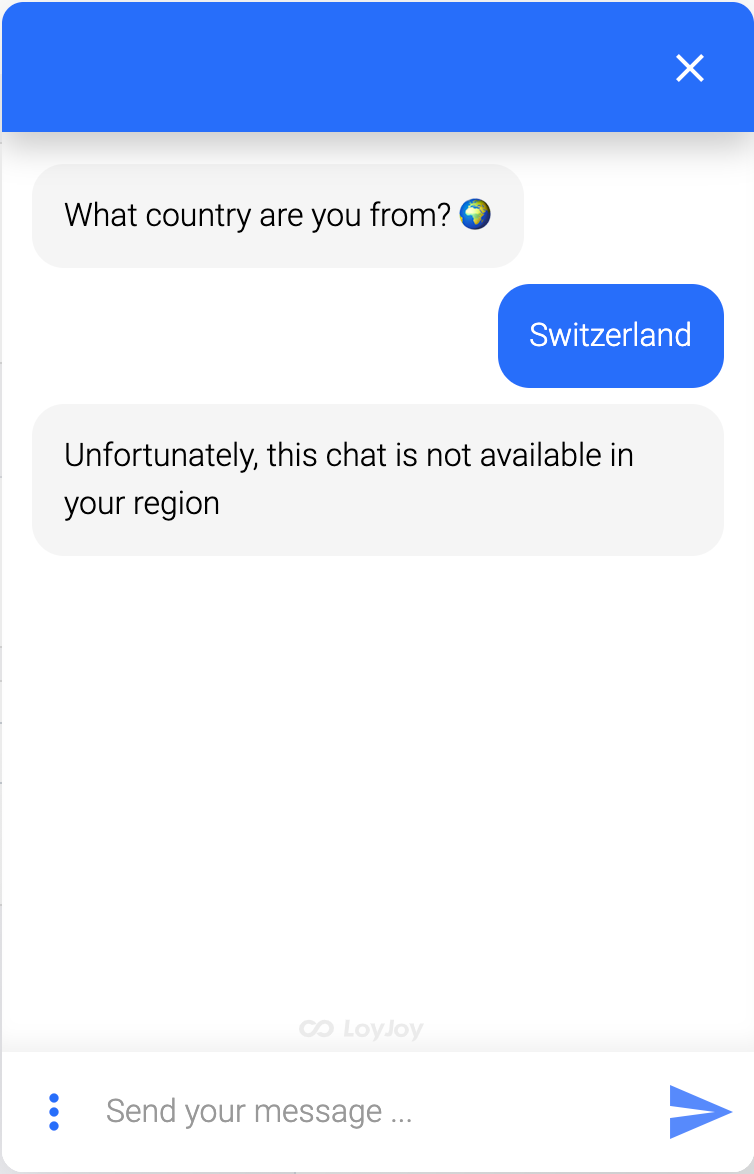 What country are you from? 🌍
Switzerland
Unfortunately, this chat is not available in
your region
LoyJoy
Send your message ...